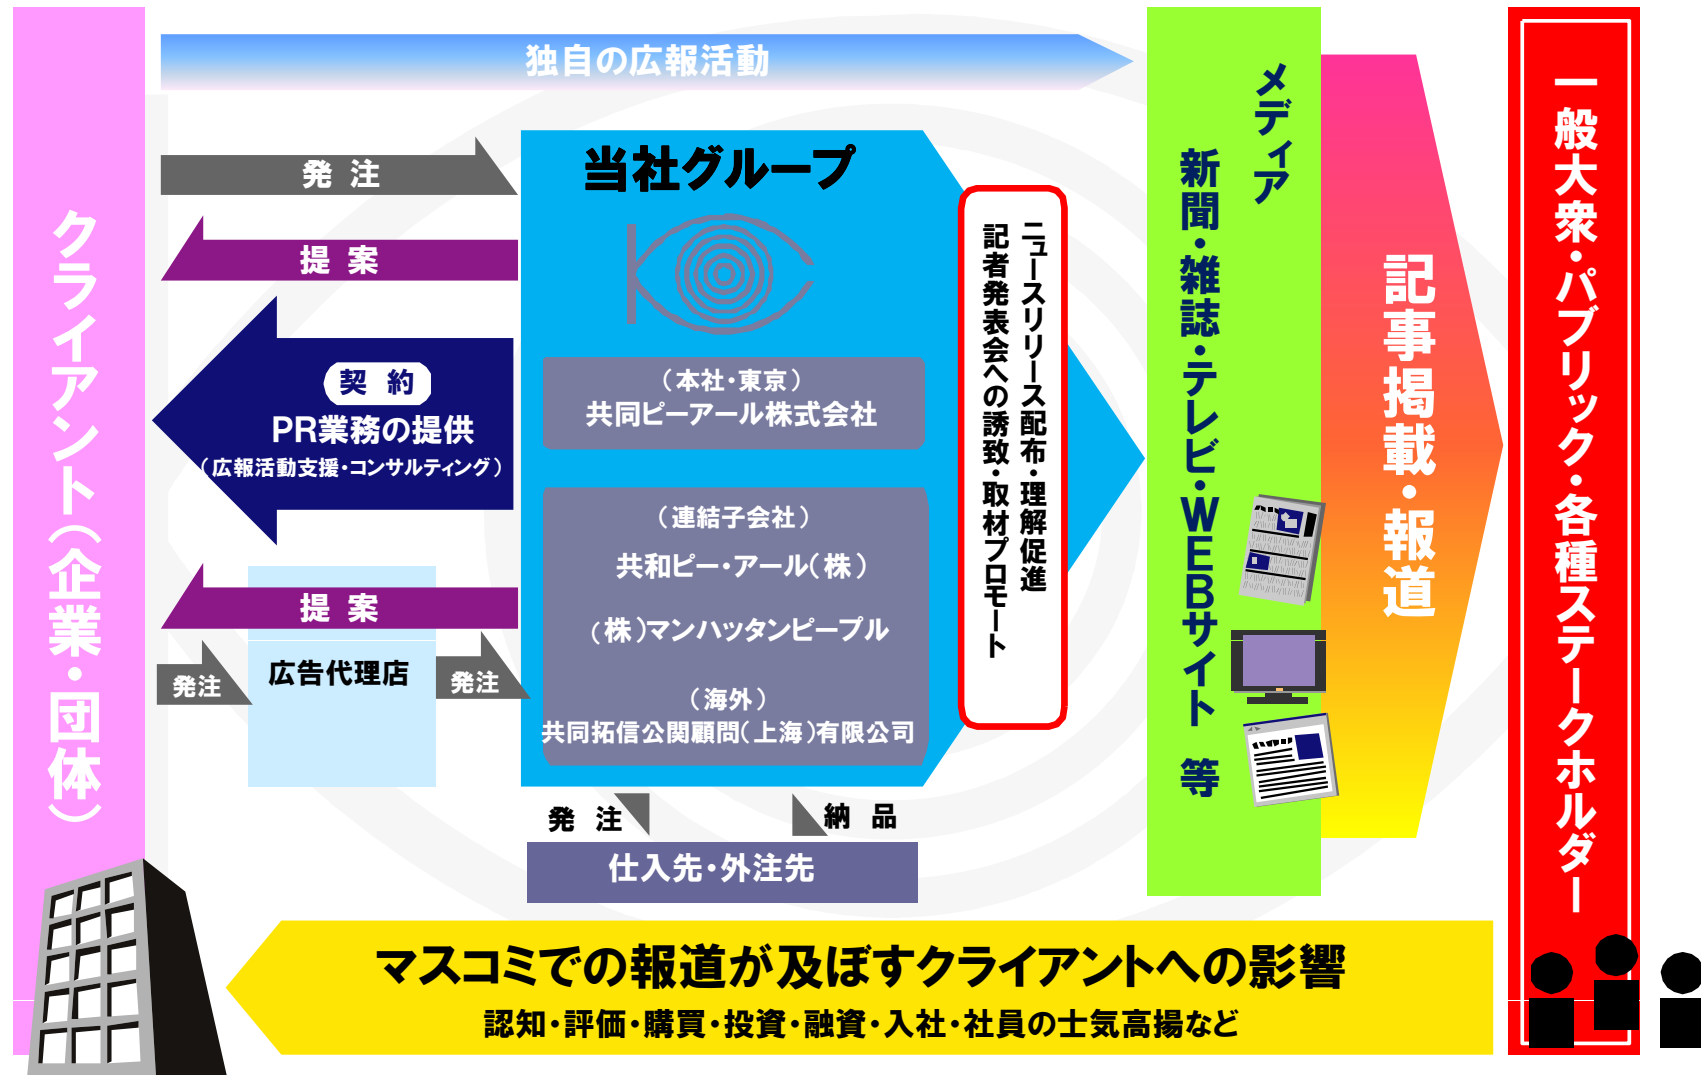 独自の広報活動
クライアント（企業・団体）
発 注
提 案
契 約
PR業務の提供
（広報活動支援・コンサルティング）
提 案
発注
広告代理店
発注
当社グループ
（本社・東京）
共同ピーアール株式会社
（連結子会社）
共和ピー・アール（株）
（株）マンハッタンピープル
（海外）
共同拓信公関顧問（上海）有限公司
発 注
納 品
仕入先・外注先
ニュースリリース配布・理解促進
記者発表会への誘致・取材プロモート
メディア
新聞・雑誌・テレビ・WEBサイト 等
記事掲載・報道
一般大衆・パブリック・各種ステークホルダー
マスコミでの報道が及ぼすクライアントへの影響
認知・評価・購買・投資・融資・入社・社員の士気高揚など